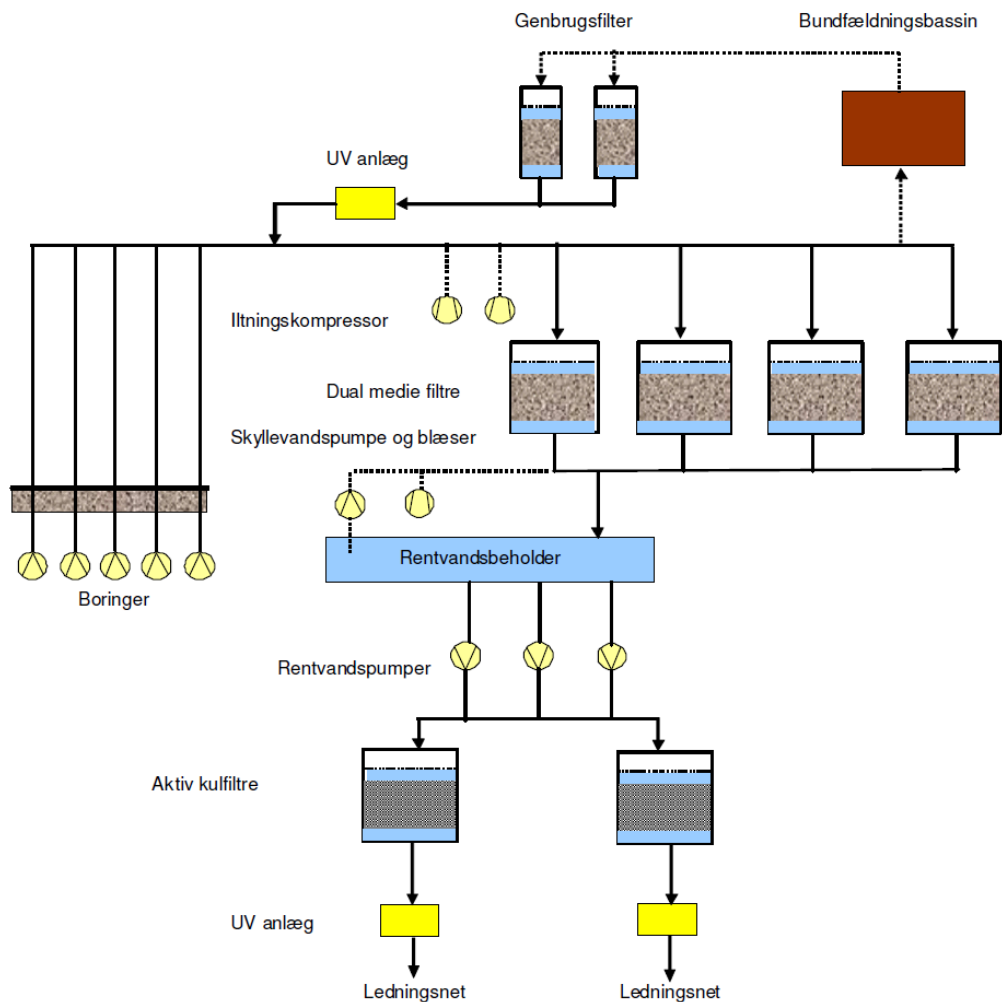 Genbrugsfilter
Bundfældningsbassin
UV anlæg
Iltningskompressor
Dual medie filtre
Skyllevandspumpe og blæser
Rentvandsbeholder
Boringer
Rentvandspumper
Aktiv kulfiltre
UV anlæg
Ledningsnet
Ledningsnet